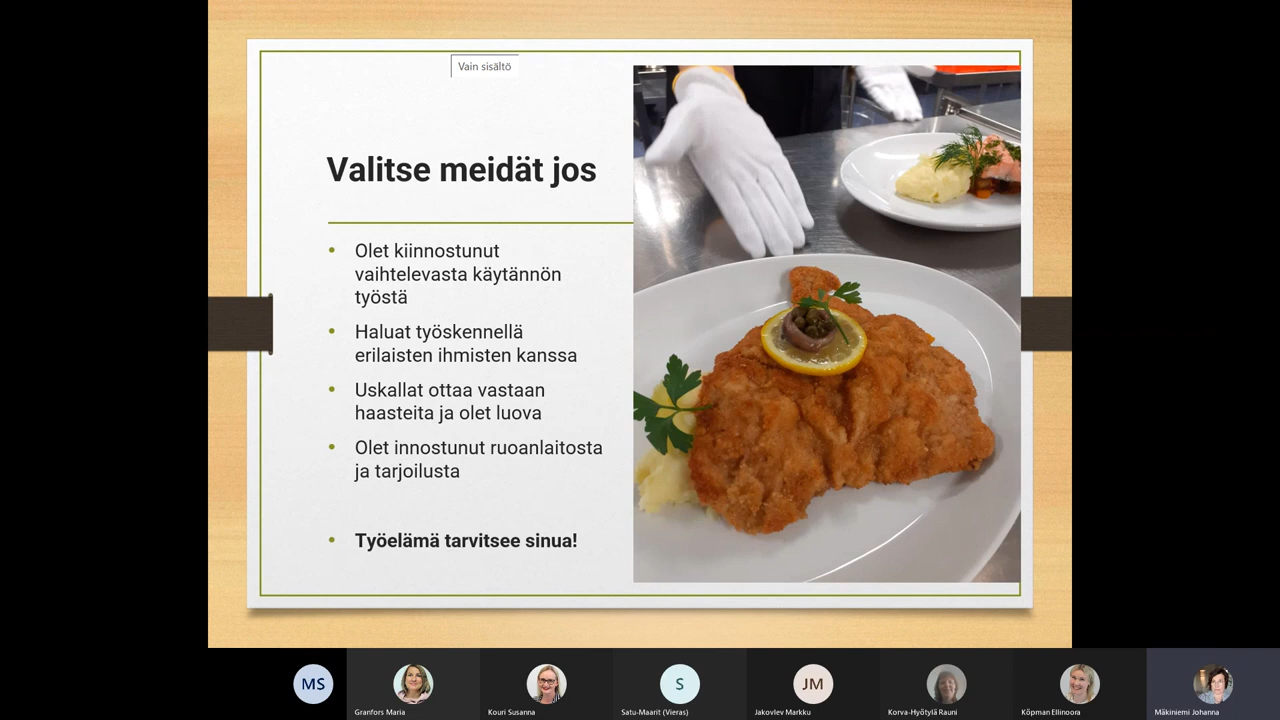 Vain sisältö
Valitse meidät jos
• Olet kiinnostunut
vaihtelevasta käytännön
työstä
• Haluat työskennellä
erilaisten ihmisten kanssa
• Uskallat ottaa vastaan
haasteita ja olet luova
• Olet innostunut ruoanlaitosta
ja tarjoilusta
• Työelämä tarvitsee sinua!
MS
Granfors Maria
Kouri Susanna
S
Satu-Maarit (Vieras)
JM
Jakovlev Markku
Korva-Hyötylä Rauni
Köpman Ellinoora
Mäkiniemi Johanna